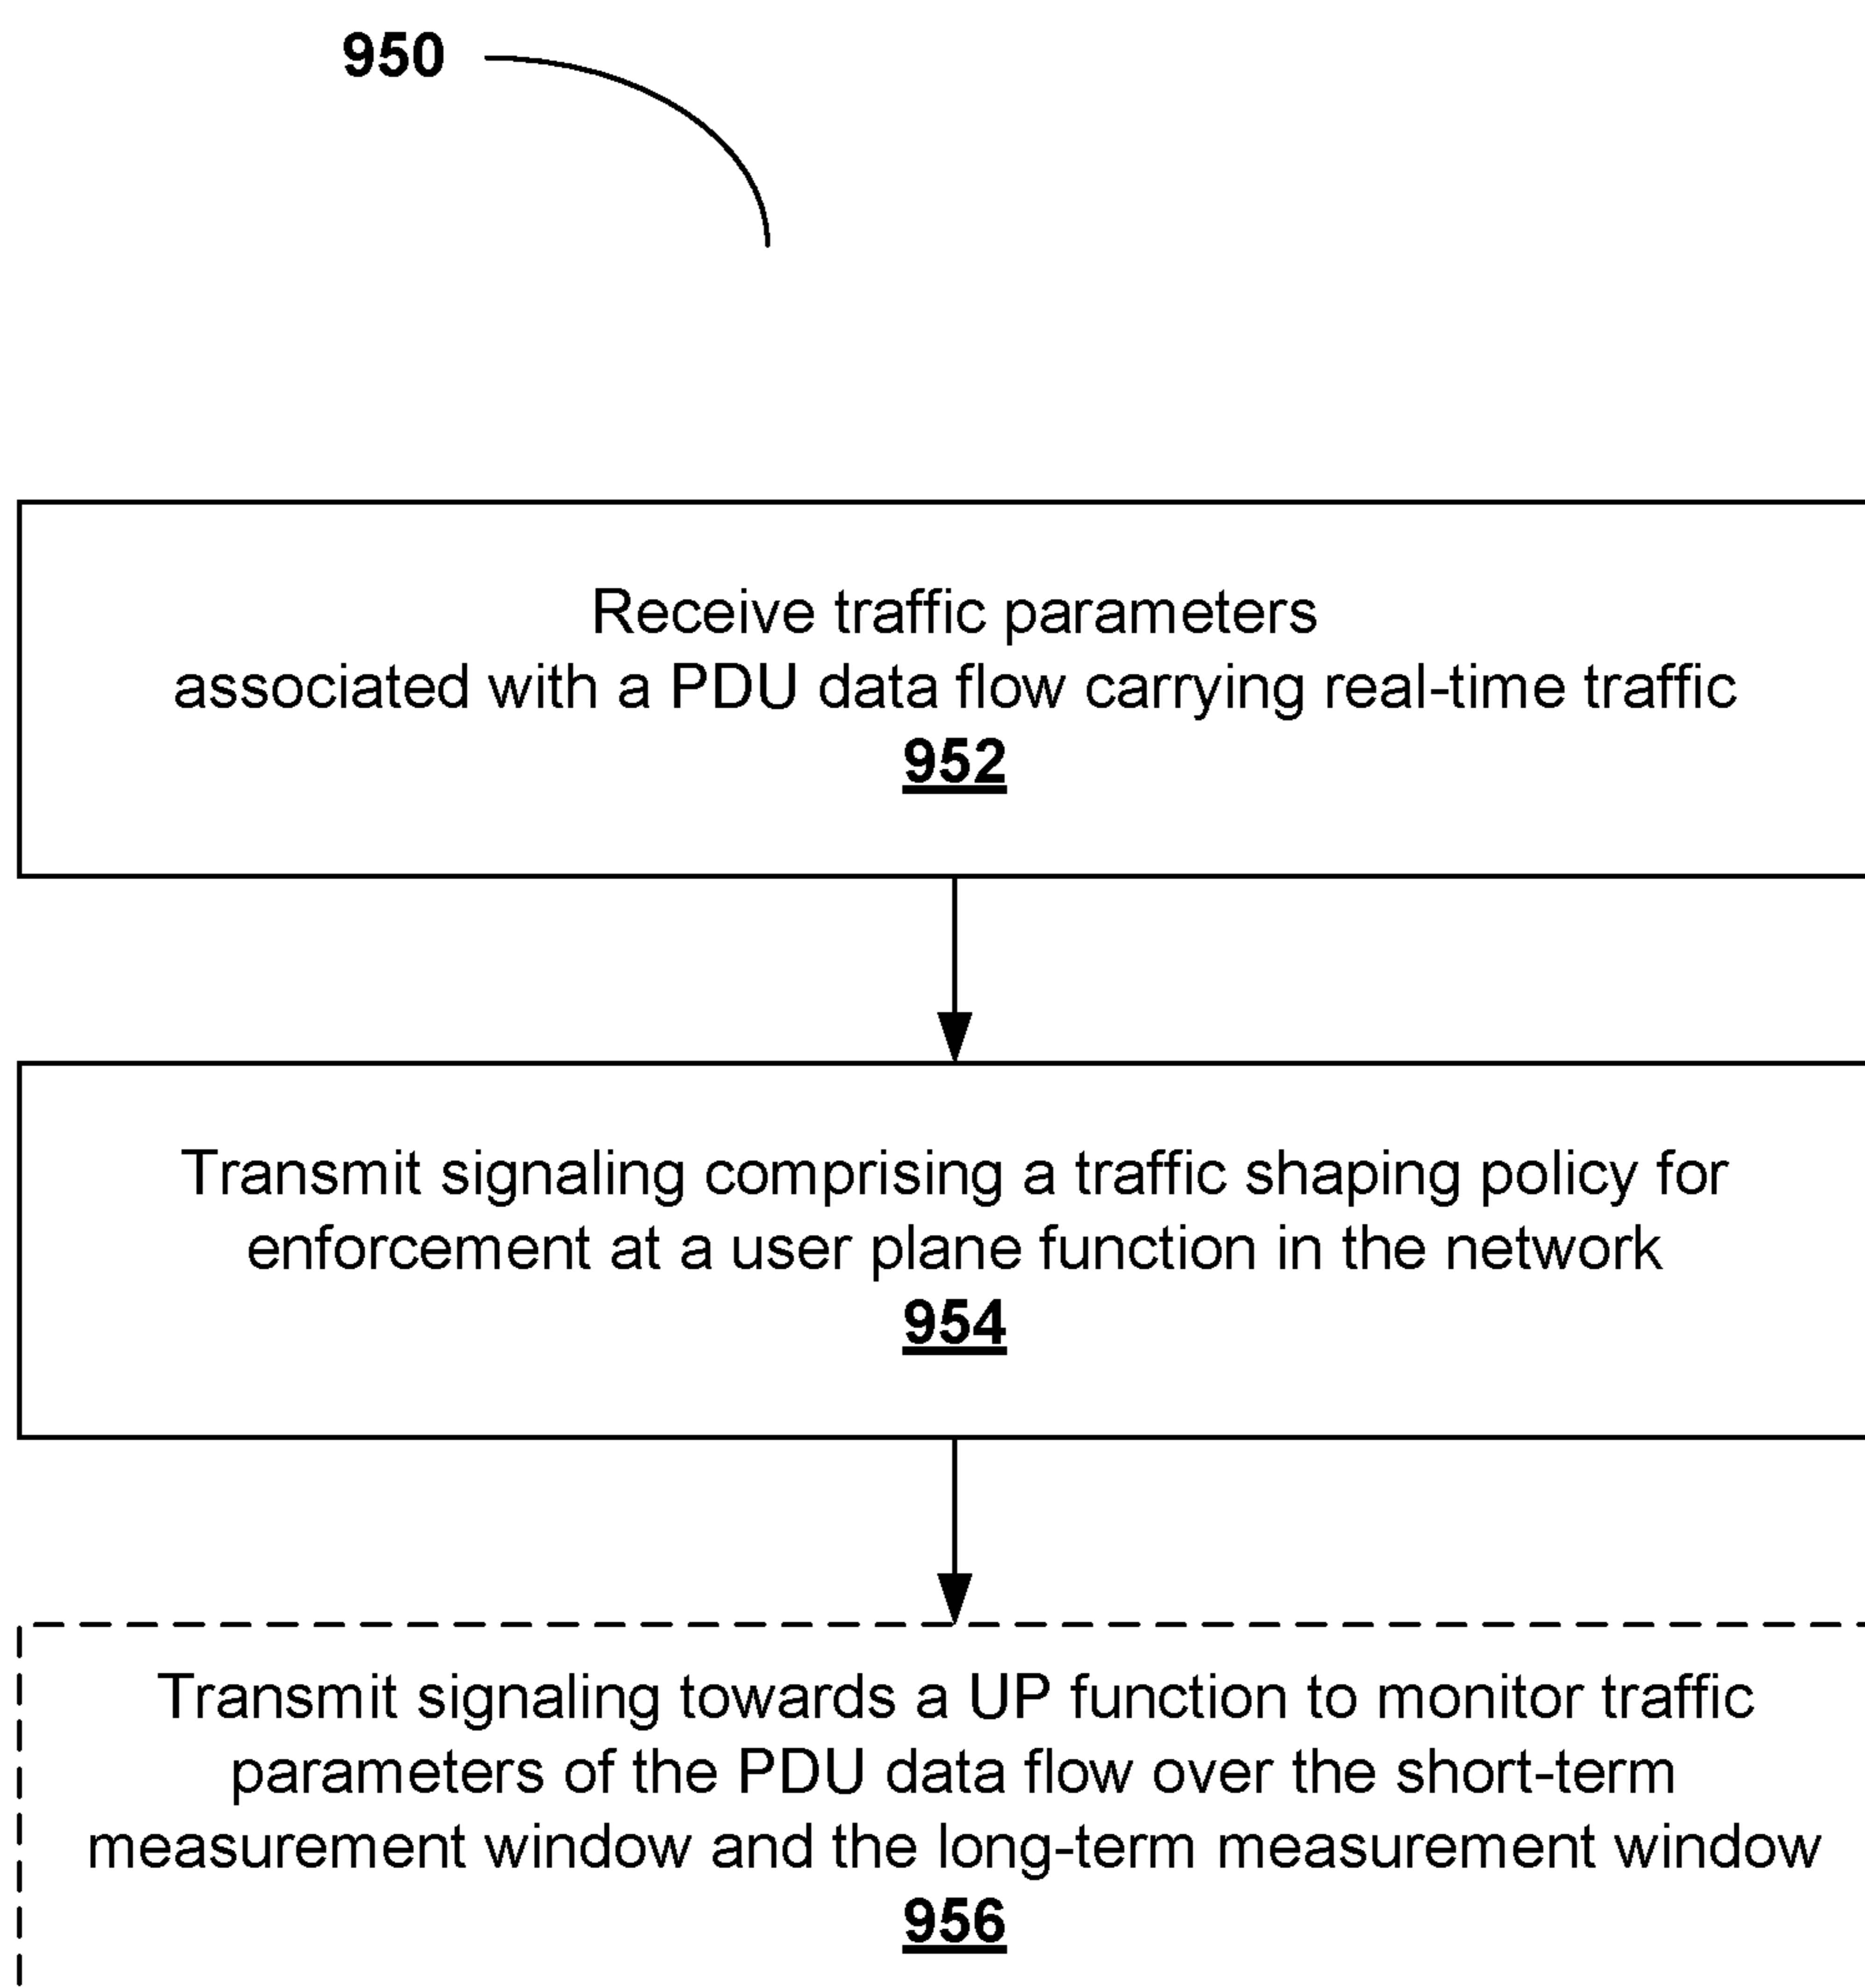 950
Receive traffic parameters
associated with a PDU data flow carrying real-time traffic
952
Transmit signaling comprising a traffic shaping policy for
enforcement at a user plane function in the network
954
Transmit signaling towards a UP function to monitor traffic
parameters of the PDU data flow over the short-term
measurement window and the long-term measurement window
956